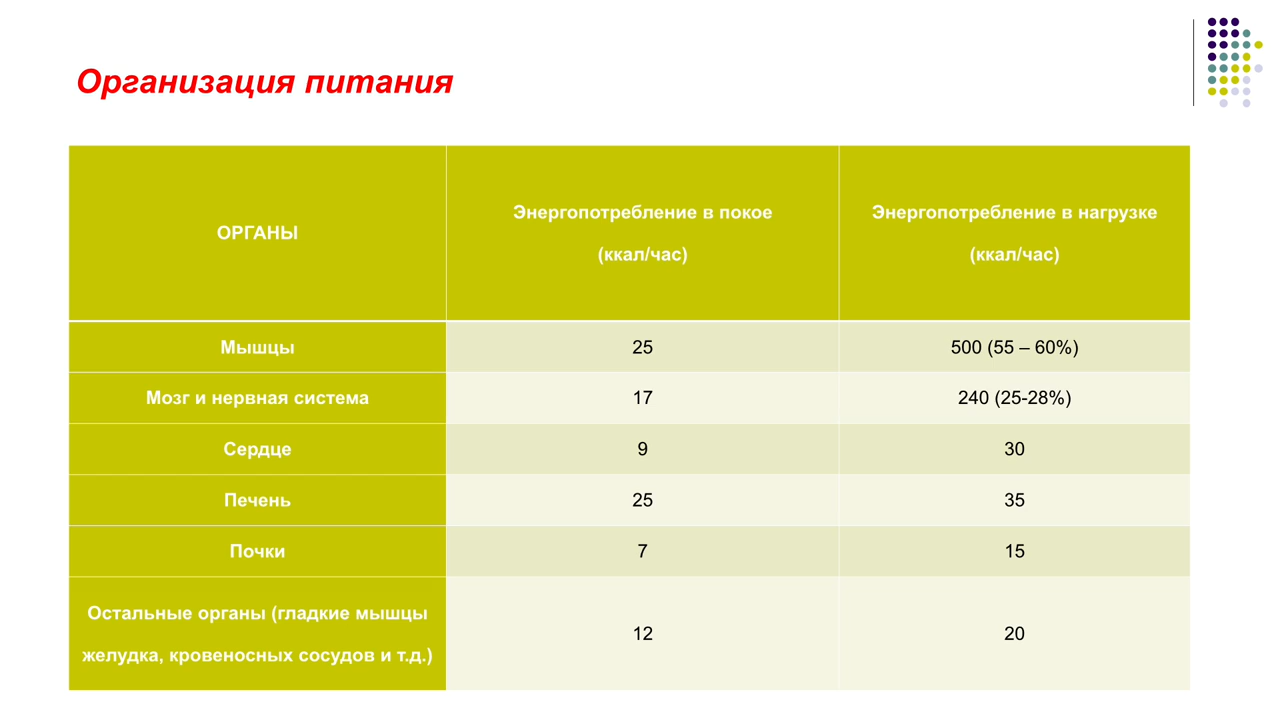 Организация питания
ОРГАНЫ
Энергопотребление в покое
(ккал/час)
Энергопотребление в нагрузке
(ккал/час)
Мышцы
25
500 (55 – 60%)
Мозг и нервная система
17
240 (25-28%)
Сердце
9
30
Печень
25
35
Почки
7
15
Остальные органы (гладкие мышцы
желудка, кровеносных сосудов и т.д.)
12
20